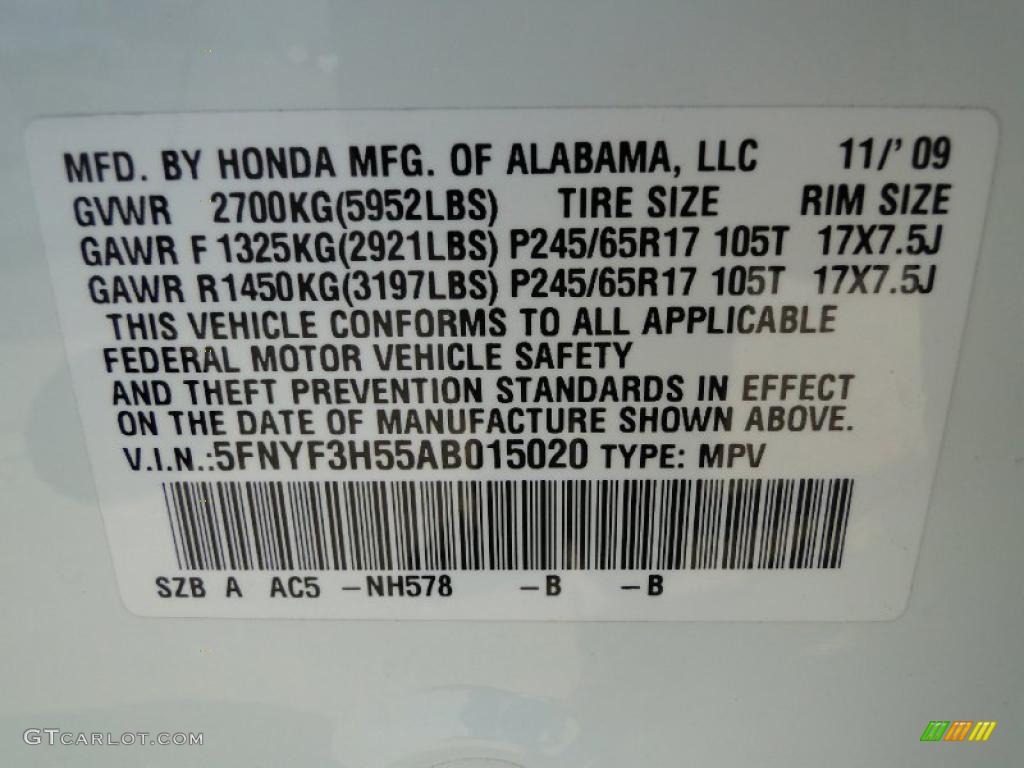 MFD. BY HONDA MFG. OF ALABAMA, LLC 11/' 09
GVWR 2700KG(5952LBS) TIRE SIZE RIM SIZE
GAWR F 1325KG(2921LBS) P245/65R17 105T 17X7.5J
GAWR R1450KG(3197LBS) P245/65R17 105T 17X7.5J
THIS VEHICLE CONFORMS TO ALL APPLICABLE
FEDERAL MOTOR VEHICLE SAFETY
AND THEFT PREVENTION STANDARDS IN EFFECT
ON THE DATE OF MANUFACTURE SHOWN ABOVE.
V.I.N.:5FNYF3H55AB015020 TYPE: MPV
SZB A AC5 –NH578 –B –B
GTCARLOT.COM